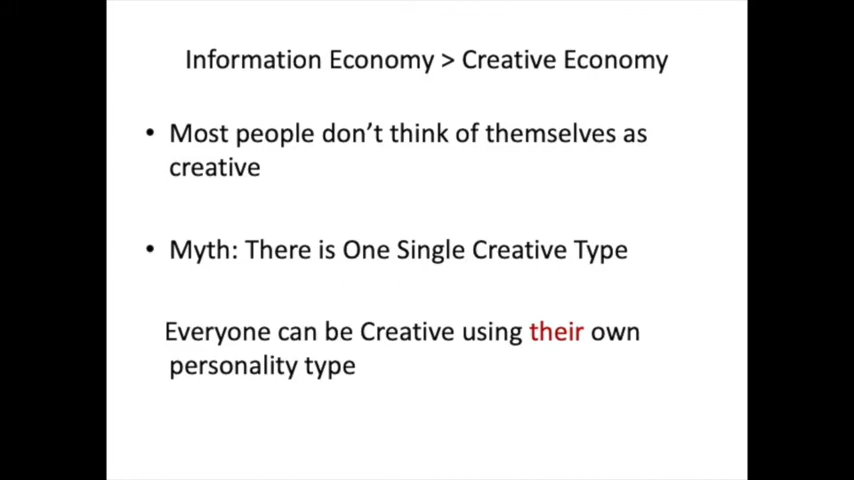 Information Economy > Creative Economy
• Most people don’t think of themselves as
creative
• Myth: There is One Single Creative Type
Everyone can be Creative using their own
personality type